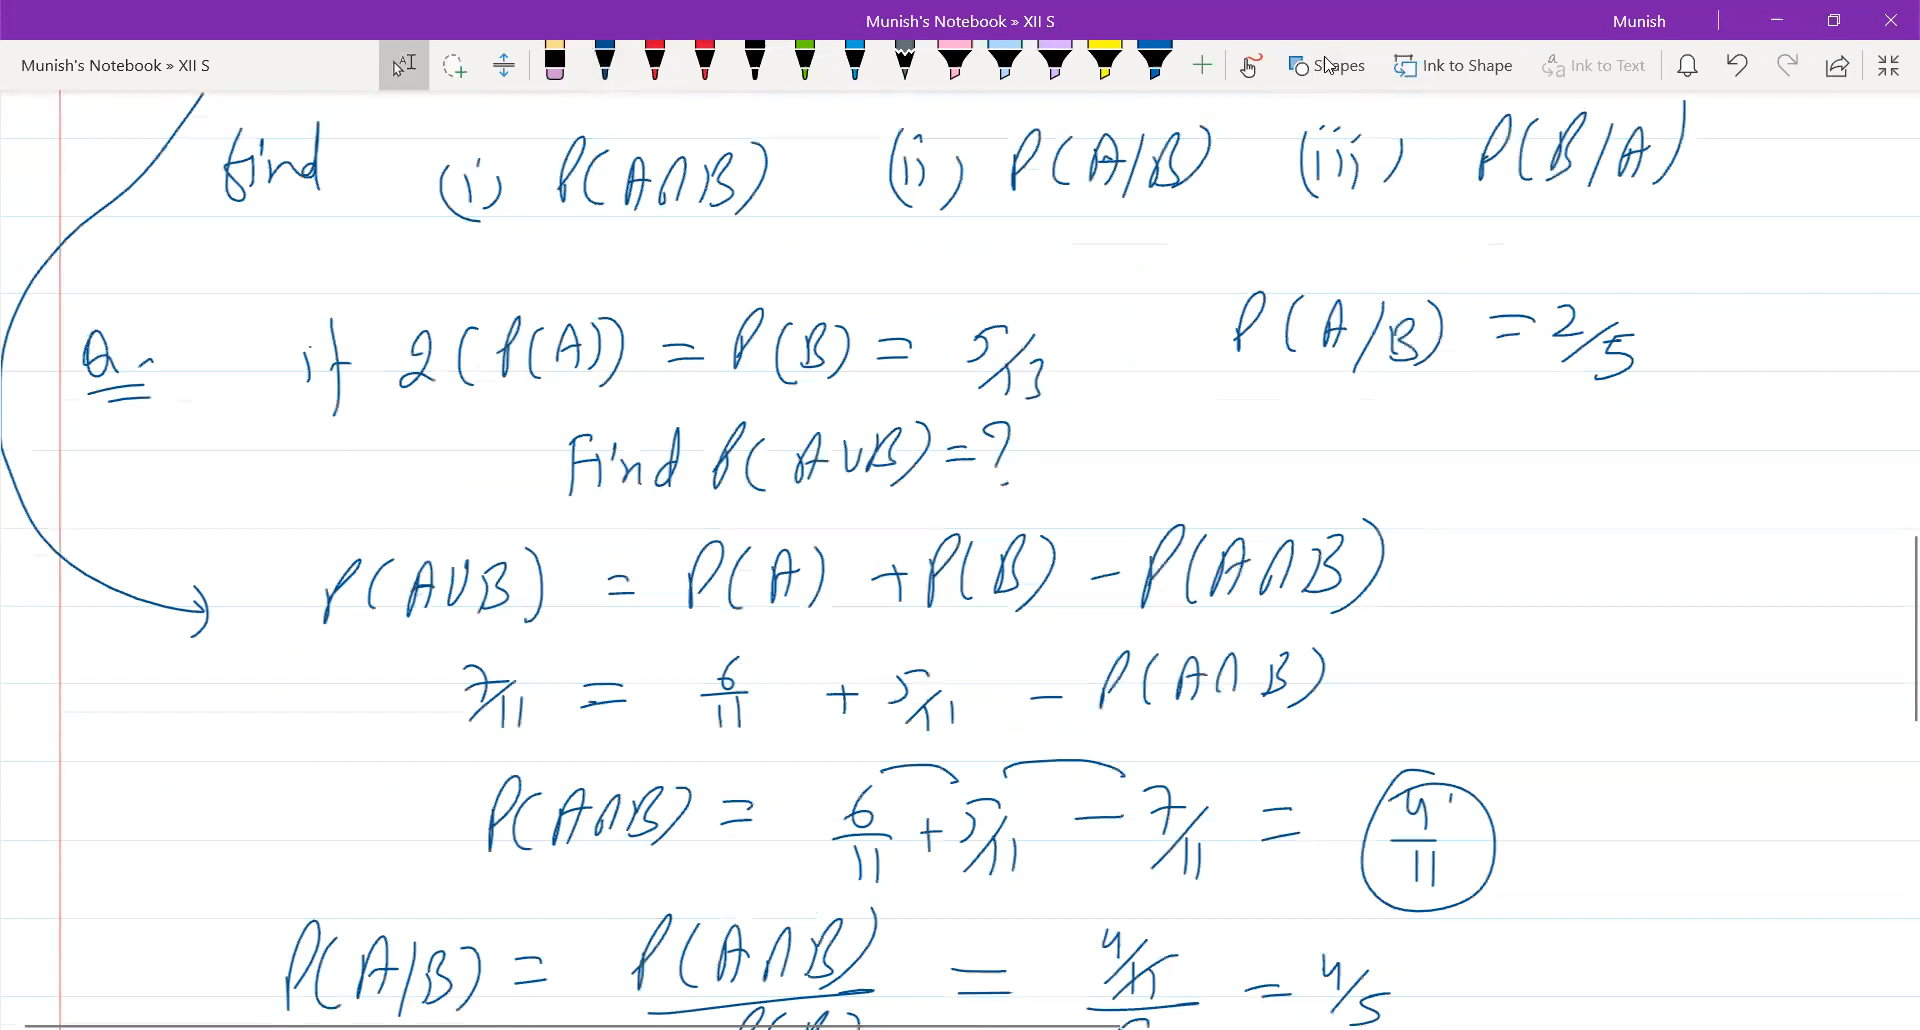 Munish's Notebook » XII S
Munish
Munish's Notebook » XII S
Shapes
Ink to Shape
Ink to Text
find (i) P(A∩B) (ii) P(A/B) (iii) P(B/A)
Q. if 2(P(A)) = P(B) = 5/13 P(A/B) = 2/5
Find P(A∪B) = ?
P(A∪B) = P(A) + P(B) - P(A∩B)
7/11 = 6/11 + 5/11 - P(A∩B)
P(A∩B) = 6/11 + 5/11 - 7/11 = 4/11
P(A/B) = P(A∩B) = 4/11 = 4/5